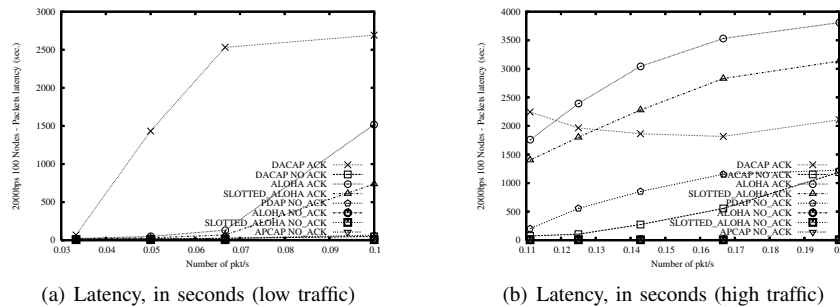 3000
2500
2000
1500
1000
500
0
0.03 0.04 0.05 0.06 0.07 0.08 0.09 0.1
2000bps 100 Nodes - Packets latency (sec.)
Number of pkt/s
DACAP ACK
DACAP NO ACK
ALOHA ACK
SLOTTED_ALOHA ACK
PDAP NO_ACK
ALOHA NO_ACK
SLOTTED_ALOHA NO_ACK
APCAP NO_ACK
(a) Latency, in seconds (low traffic)
4000
3500
3000
2500
2000
1500
1000
500
0
0.11 0.12 0.13 0.14 0.15 0.16 0.17 0.18 0.19
2000bps 100 Nodes - Packets latency (sec.)
Number of pkt/s
DACAP ACK
DACAP NO ACK
ALOHA ACK
SLOTTED_ALOHA ACK
PDAP NO_ACK
ALOHA NO_ACK
SLOTTED_ALOHA NO_ACK
APCAP NO_ACK
(b) Latency, in seconds (high traffic)